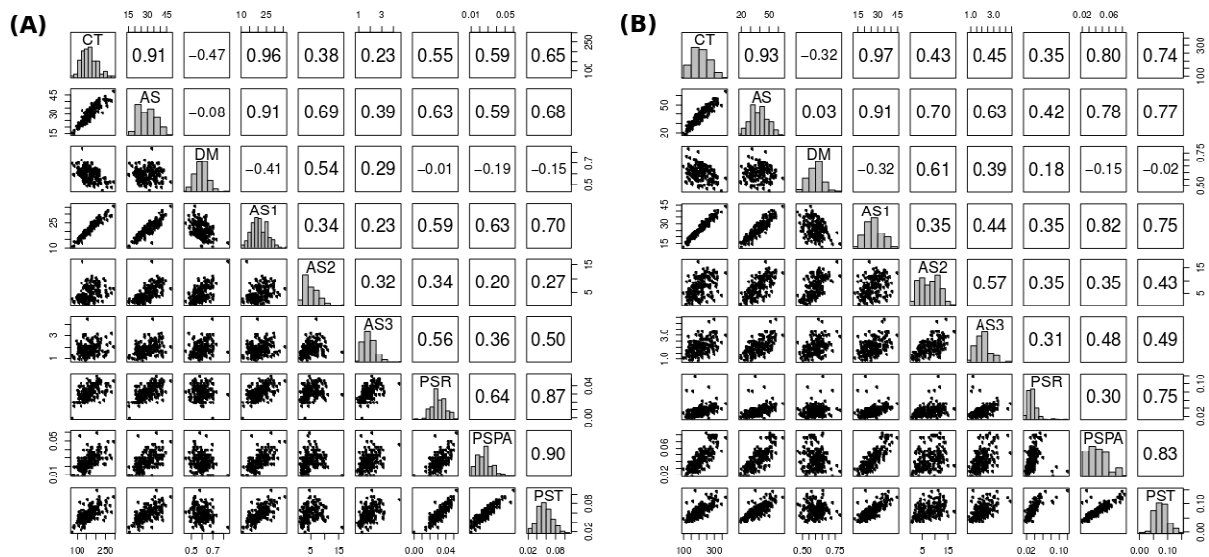 (A)
15 30 45 10 25 1 3 0.01 0.05
CT 0.91 −0.47 0.96 0.38 0.23 0.55 0.59 0.65 100 250
15 30 45 AS −0.08 0.91 0.69 0.39 0.63 0.59 0.68
DM −0.41 0.54 0.29 −0.01 −0.19 −0.15 0.5 0.7
10 25 AS1 0.34 0.23 0.59 0.63 0.70
AS2 0.32 0.34 0.20 0.27 5 15
1 3 AS3 0.56 0.36 0.50
PSR 0.64 0.87 0.00 0.04
0.01 0.05 PSPA 0.90
PST 0.02 0.08
100 250 0.5 0.7 5 15 0.00 0.04 0.02 0.08
(B)
20 50 15 30 45 1.0 3.0 0.02 0.06
CT 0.93 −0.32 0.97 0.43 0.45 0.35 0.80 0.74 100 300
20 50 AS 0.03 0.91 0.70 0.63 0.42 0.78 0.77
DM −0.32 0.61 0.39 0.18 −0.15 −0.02 0.50 0.75
15 30 45 AS1 0.35 0.44 0.35 0.82 0.75
AS2 0.57 0.35 0.35 0.43 5 15
1.0 3.0 AS3 0.31 0.48 0.49
PSR 0.30 0.75 0.02 0.10
0.02 0.06 PSPA 0.83
PST 0.00 0.10
100 300 0.50 0.75 5 15 0.02 0.10 0.00 0.10